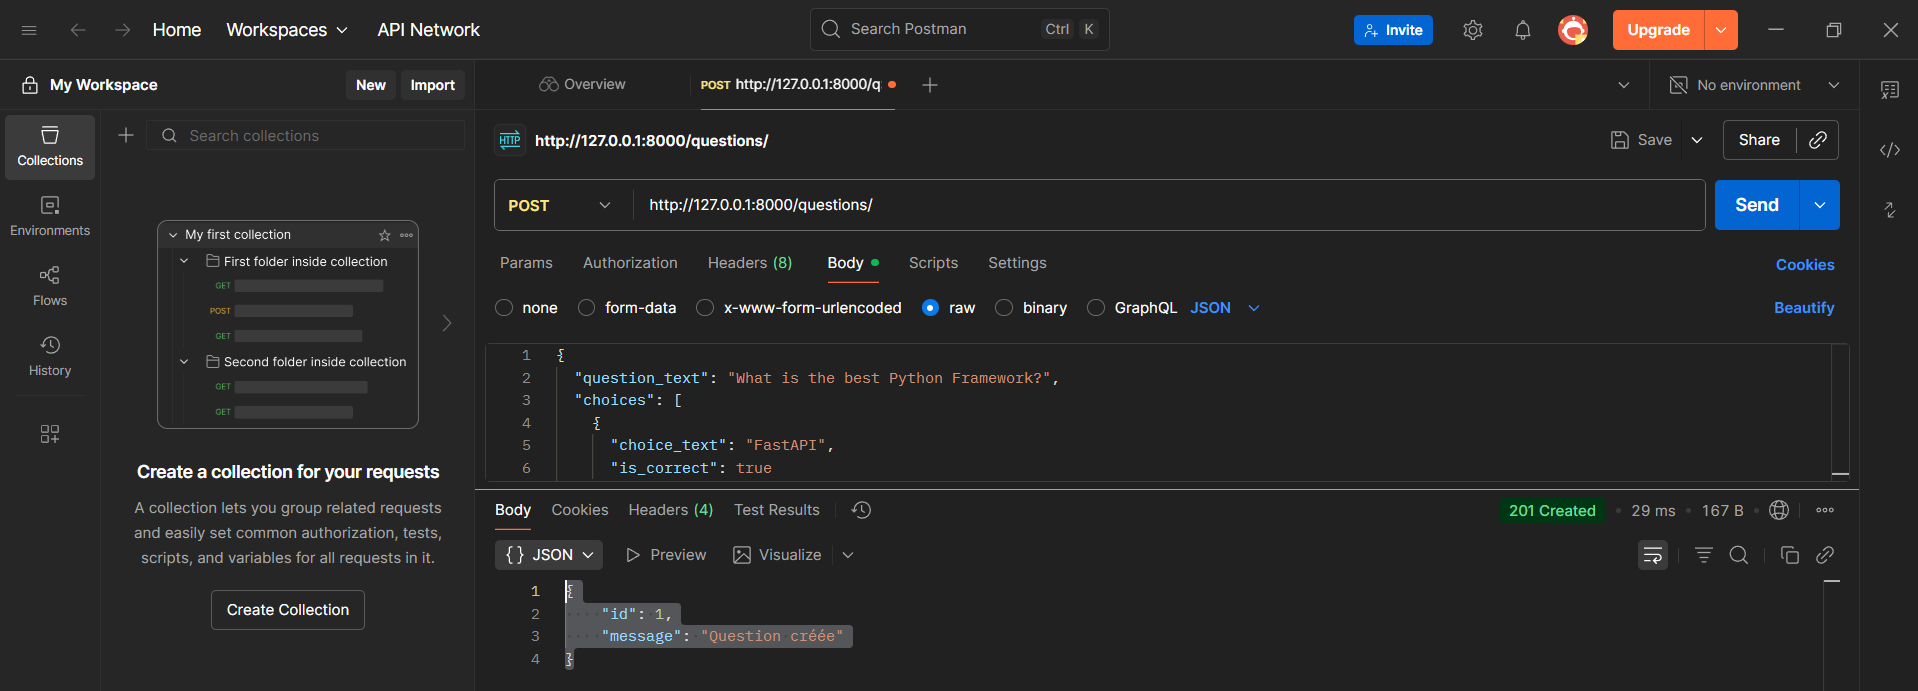 Home Workspaces API Network Search Postman Ctrl K Invite Upgrade
My Workspace New Import Overview POST http://127.0.0.1:8000/q No environment
Collections
Search collections
Environments
Flows
History
My first collection
First folder inside collection
GET
POST
GET
Second folder inside collection
GET
GET
Create a collection for your requests
A collection lets you group related requests
and easily set common authorization, tests,
scripts, and variables for all requests in it.
Create Collection
HTTP http://127.0.0.1:8000/questions/ Save Share
POST http://127.0.0.1:8000/questions/ Send
Params Authorization Headers (8) Body Scripts Settings Cookies
none form-data x-www-form-urlencoded raw binary GraphQL JSON Beautify
1 {
2 "question_text": "What is the best Python Framework?",
3 "choices": [
4 {
5 "choice_text": "FastAPI",
6 "is_correct": true
Body Cookies Headers (4) Test Results 201 Created 29 ms 167 B
{} JSON Preview Visualize
1 {
2 "id": 1,
3 "message": "Question créée"
4 }